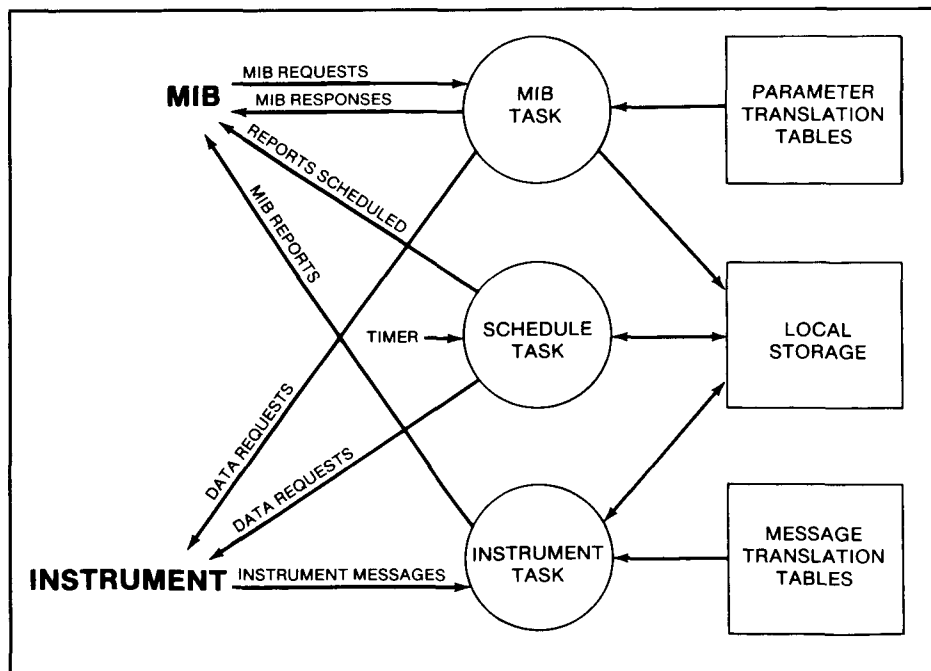 MIB REQUESTS
MIB
MIB RESPONSES
MIB
TASK
PARAMETER
TRANSLATION
TABLES
REPORTS SCHEDULED
MIB REPORTS
TIMER
SCHEDULE
TASK
LOCAL
STORAGE
DATA REQUESTS
DATA REQUESTS
INSTRUMENT
INSTRUMENT MESSAGES
INSTRUMENT
TASK
MESSAGE
TRANSLATION
TABLES